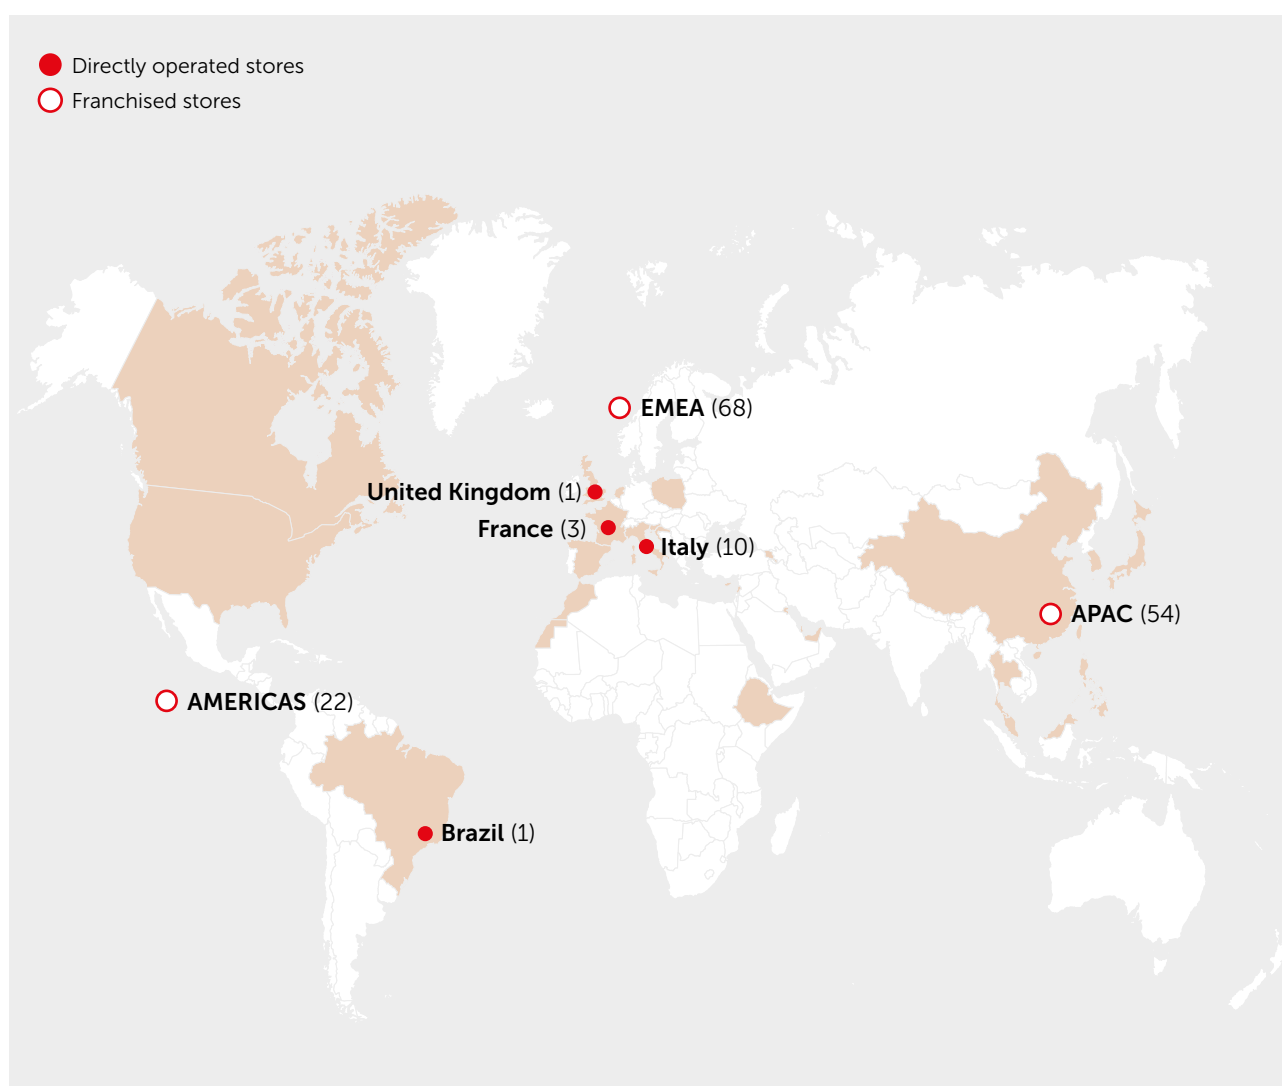 Directly operated stores
Franchised stores
EMEA (68)
United Kingdom (1)
France (3)
Italy (10)
APAC (54)
AMERICAS (22)
Brazil (1)